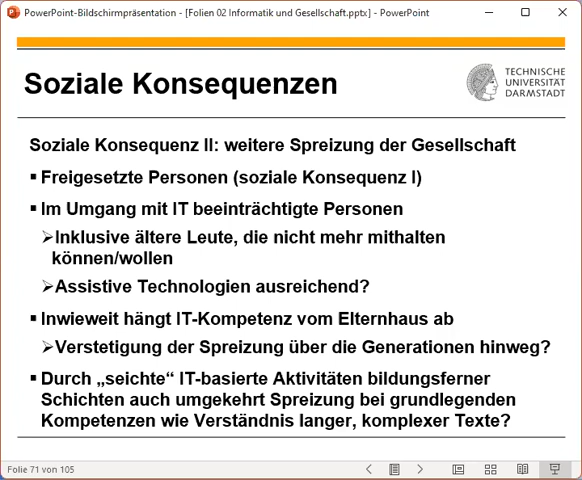 PowerPoint-Bildschirmpräsentation - [Folien 02 Informatik und Gesellschaft.pptx] - PowerPoint
Soziale Konsequenzen
TECHNISCHE
UNIVERSITÄT
DARMSTADT
Soziale Konsequenz II: weitere Spreizung der Gesellschaft
▪ Freigesetzte Personen (soziale Konsequenz I)
▪ Im Umgang mit IT beeinträchtigte Personen
➢Inklusive ältere Leute, die nicht mehr mithalten
können/wollen
➢Assistive Technologien ausreichend?
▪ Inwieweit hängt IT-Kompetenz vom Elternhaus ab
➢Verstetigung der Spreizung über die Generationen hinweg?
▪ Durch „seichte“ IT-basierte Aktivitäten bildungsferner
Schichten auch umgekehrt Spreizung bei grundlegenden
Kompetenzen wie Verständnis langer, komplexer Texte?
Folie 71 von 105